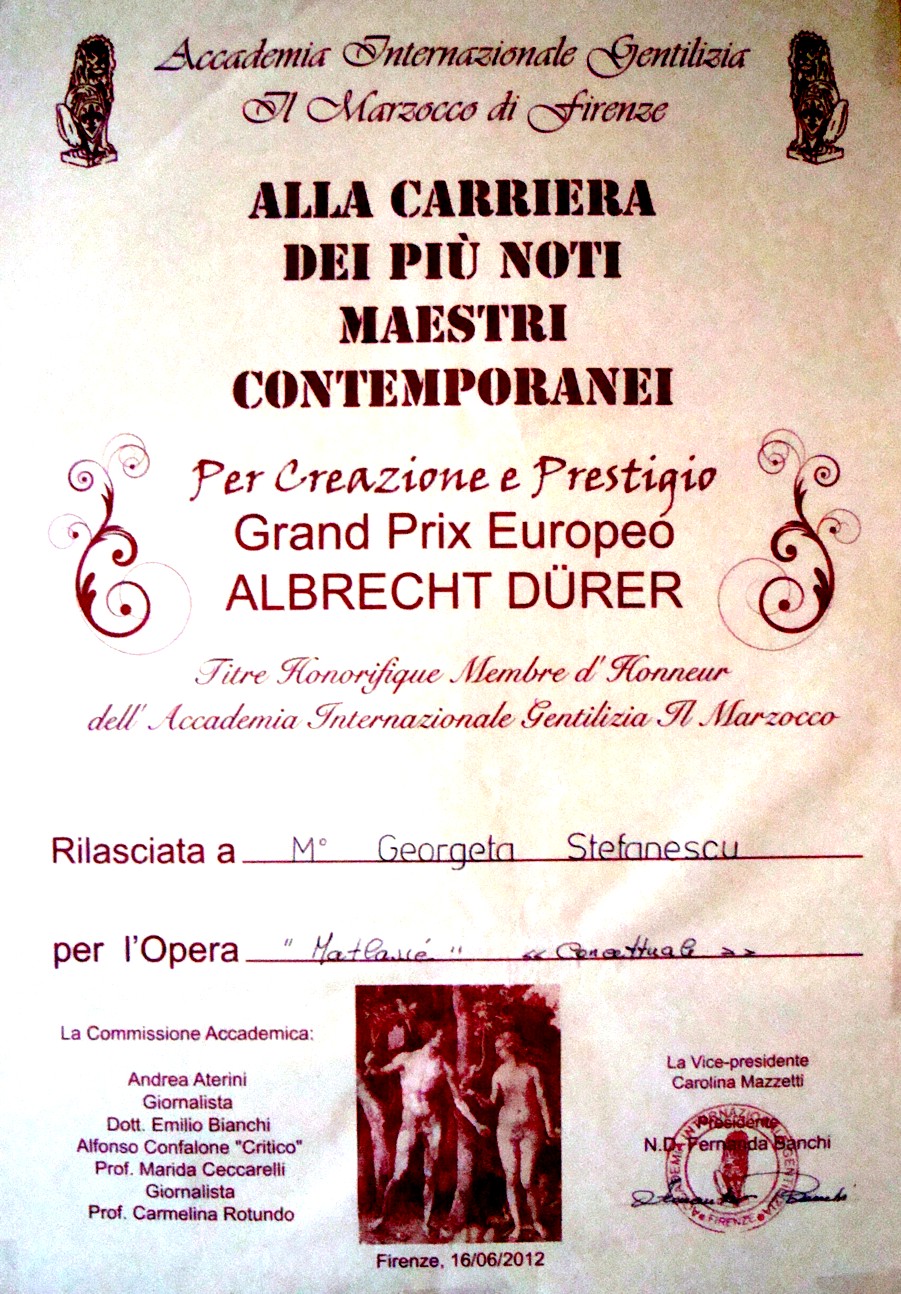 Accademia Internazionale Gentilizia
Il Marzocco di Firenze
ALLA CARRIERA
DEI PIÙ NOTI
MAESTRI
CONTEMPORANEI
Per Creazione e Prestigio
Grand Prix Europeo
ALBRECHT DÜRER
Titre Honorifique Membre d'Honneur
dell' Accademia Internazionale Gentilizia Il Marzocco
Rilasciata a M° Georgeta Stefanescu
per l'Opera "Matlassé" << Concettuale >>
La Commissione Accademica:
Andrea Aterini
Giornalista
Dott. Emilio Bianchi
Alfonso Confalone "Critico"
Prof. Marida Ceccarelli
Giornalista
Prof. Carmelina Rotundo
La Vice-presidente
Carolina Mazzetti
Presidente
N.D. Fernanda Banchi
FIRENZE
Firenze, 16/06/2012